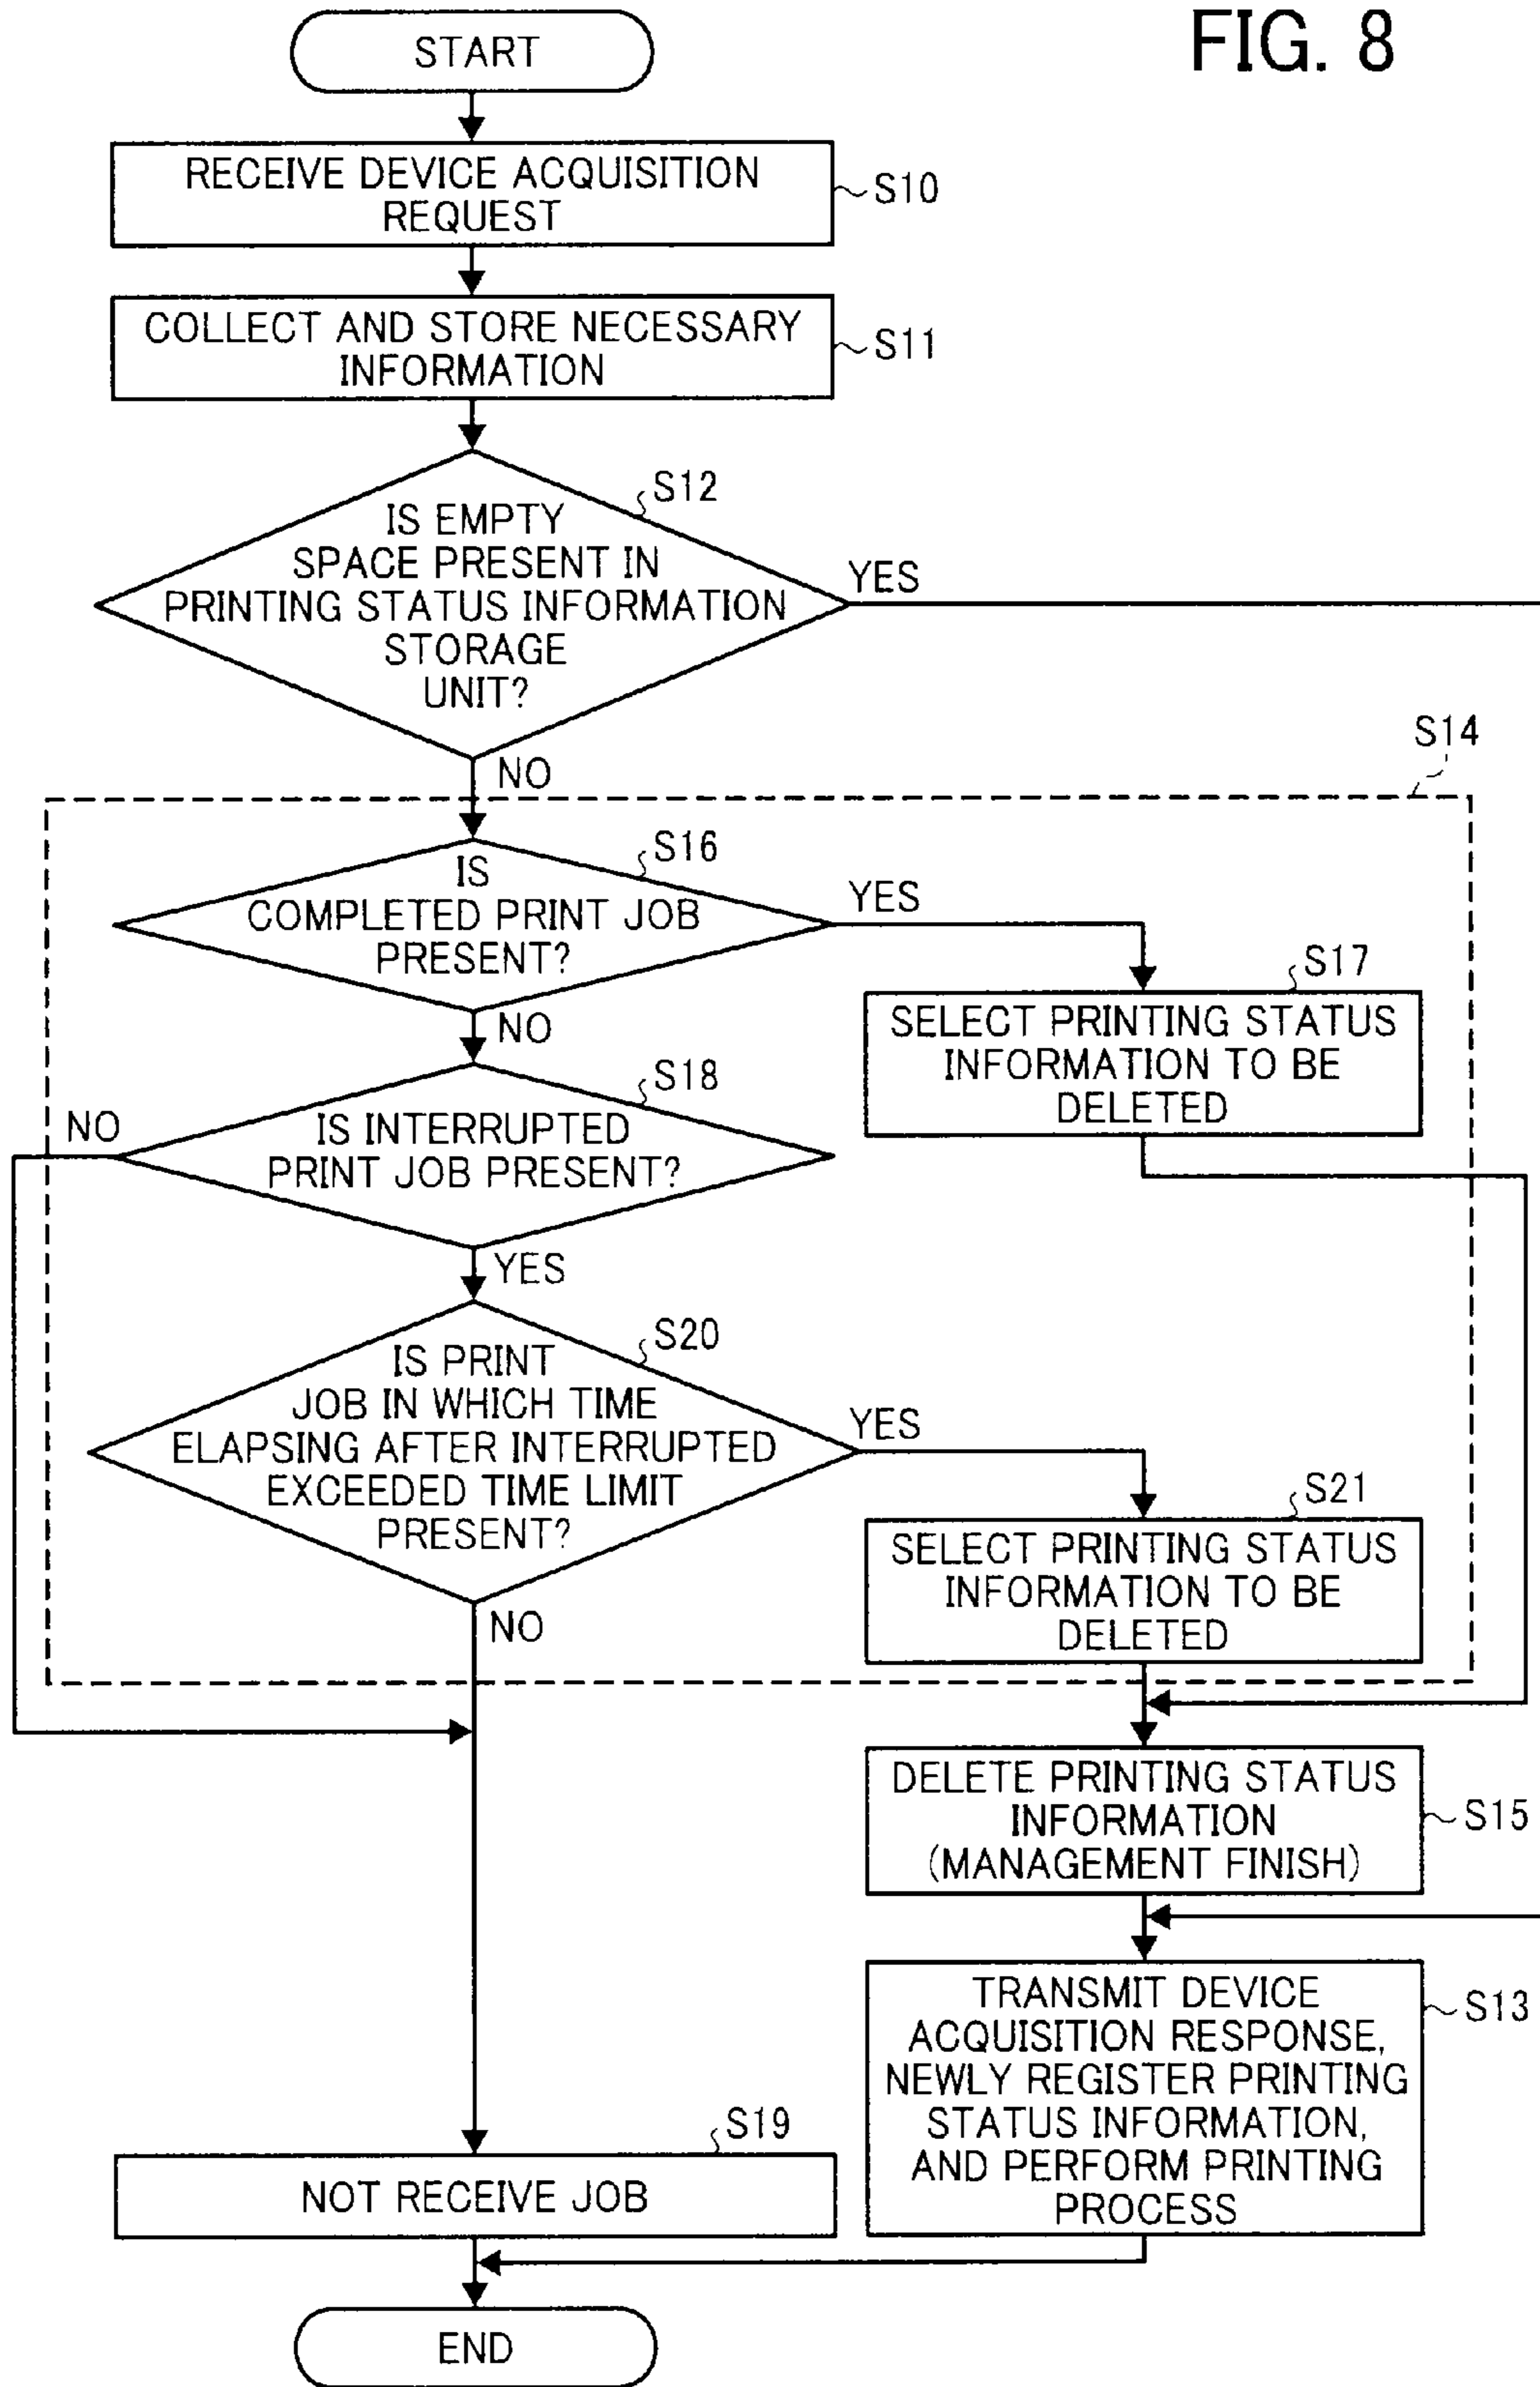 FIG. 8
START
RECEIVE DEVICE ACQUISITION
REQUEST
S10
COLLECT AND STORE NECESSARY
INFORMATION
S11
S12
IS EMPTY
SPACE PRESENT IN
PRINTING STATUS INFORMATION
STORAGE
UNIT?
YES
NO
S14
S16
IS
COMPLETED PRINT JOB
PRESENT?
YES
NO
S17
SELECT PRINTING STATUS
INFORMATION TO BE
DELETED
S18
IS INTERRUPTED
PRINT JOB PRESENT?
NO
YES
S20
IS PRINT
JOB IN WHICH TIME
ELAPSING AFTER INTERRUPTED
EXCEEDED TIME LIMIT
PRESENT?
YES
NO
S21
SELECT PRINTING STATUS
INFORMATION TO BE
DELETED
DELETE PRINTING STATUS
INFORMATION
(MANAGEMENT FINISH)
S15
TRANSMIT DEVICE
ACQUISITION RESPONSE,
NEWLY REGISTER PRINTING
STATUS INFORMATION,
AND PERFORM PRINTING
PROCESS
S13
S19
NOT RECEIVE JOB
END